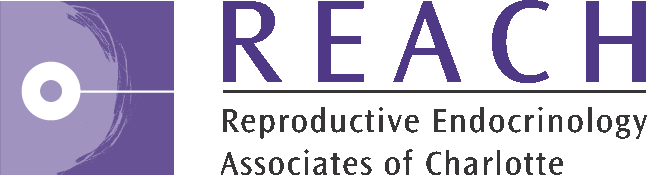 REACH
Reproductive Endocrinology
Associates of Charlotte